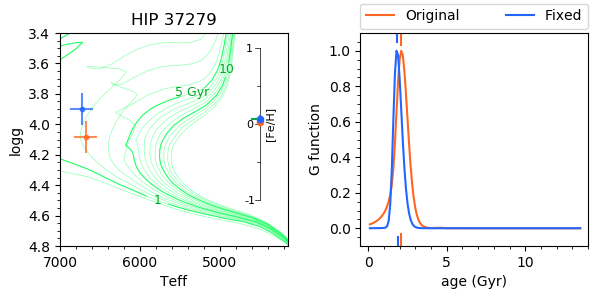 HIP 37279
Original
Fixed
3.4
3.6
3.8
4.0
4.2
4.4
4.6
4.8
logg
7000
6000
5000
Teff
10
5 Gyr
1
1
0
-1
[Fe/H]
1.0
0.8
0.6
0.4
0.2
0.0
G function
0
5
10
age (Gyr)